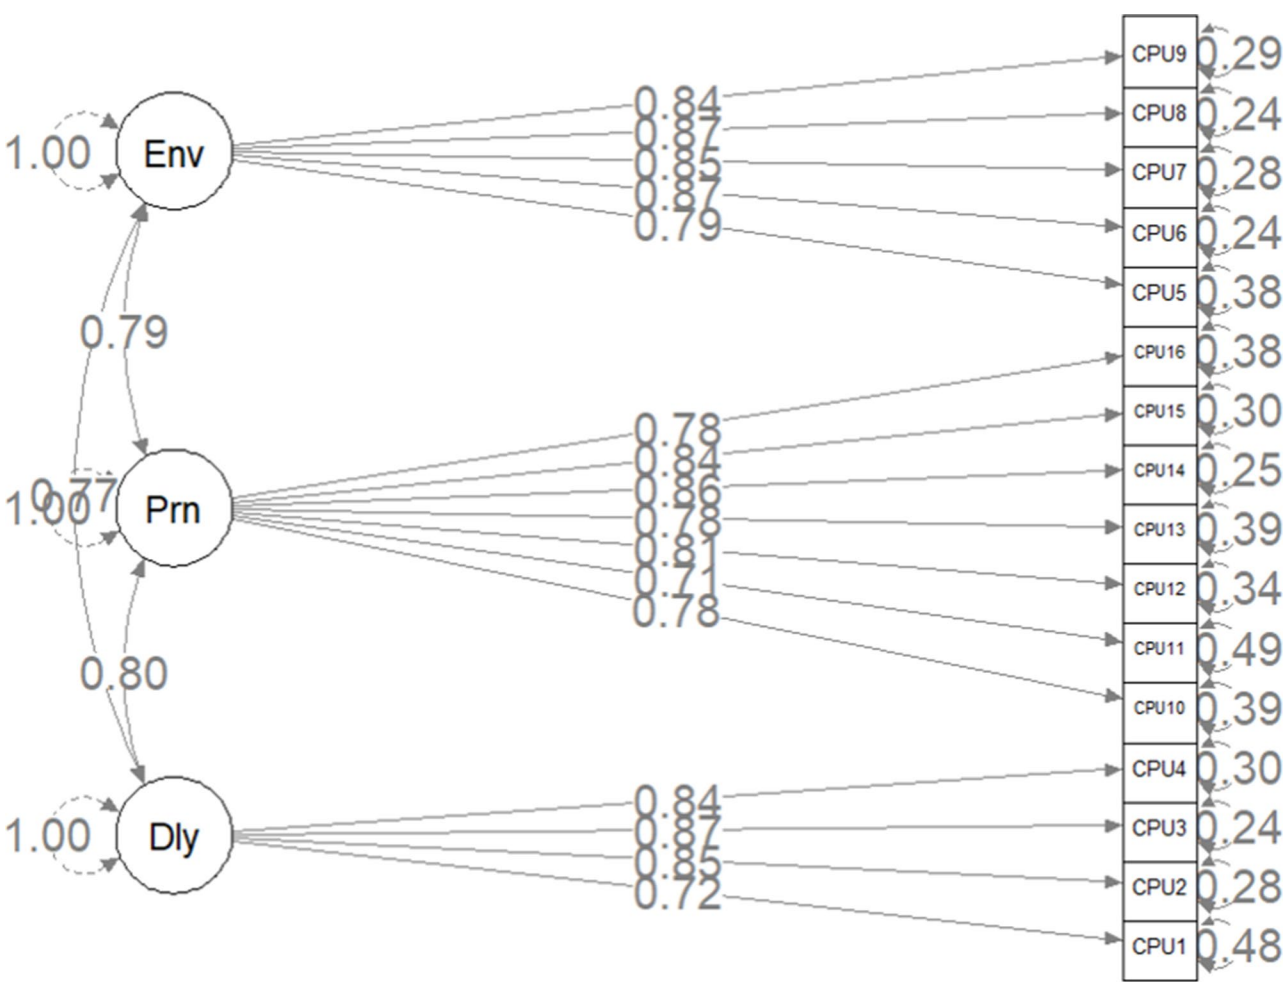 CPU9 0.29
0.84
CPU8 0.24
0.87
1.00 Env
0.85
CPU7 0.28
0.87
CPU6 0.24
0.79
CPU5 0.38
0.79
CPU16 0.38
0.78
CPU15 0.30
0.84
CPU14 0.25
0.86
0.77
1.00 Prn
0.78
CPU13 0.39
0.81
CPU12 0.34
0.71
0.78
CPU11 0.49
0.80
CPU10 0.39
CPU4 0.30
0.84
CPU3 0.24
1.00 Dly
0.87
0.85
CPU2 0.28
0.72
CPU1 0.48